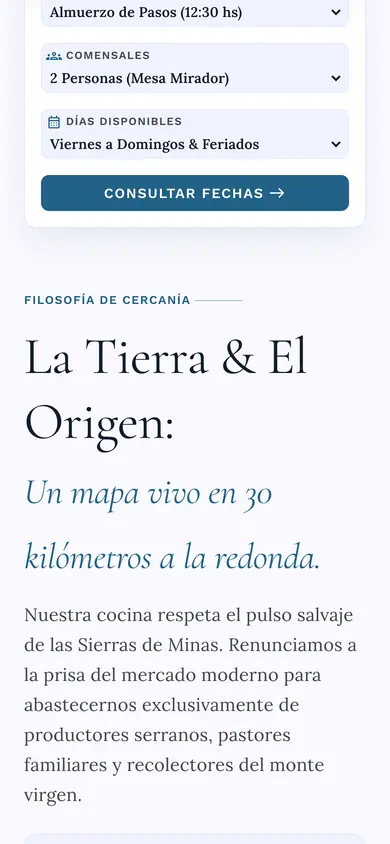 Almuerzo de Pasos (12:30 hs)
COMENSALES
2 Personas (Mesa Mirador)
DÍAS DISPONIBLES
Viernes a Domingos & Feriados
CONSULTAR FECHAS →
FILOSOFÍA DE CERCANÍA
La Tierra & El
Origen:
Un mapa vivo en 30
kilómetros a la redonda.
Nuestra cocina respeta el pulso salvaje
de las Sierras de Minas. Renunciamos a
la prisa del mercado moderno para
abastecernos exclusivamente de
productores serranos, pastores
familiares y recolectores del monte
virgen.